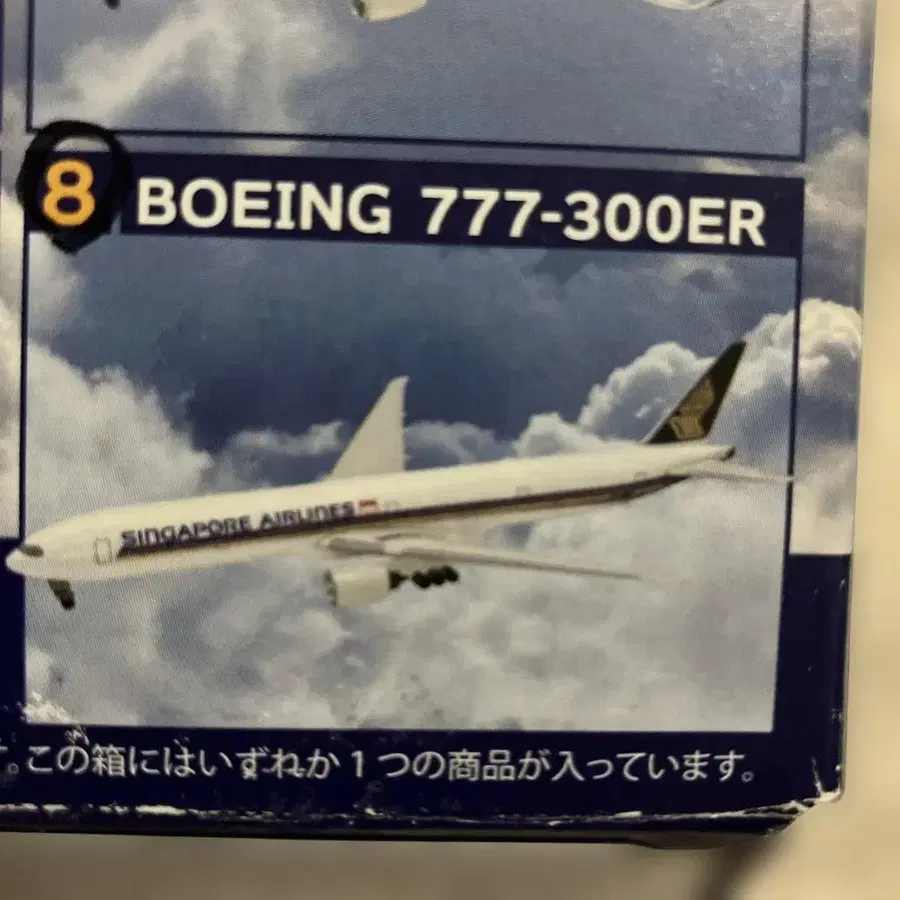 8 BOEING 777-300ER
SINGAPORE AIRLINES
。この箱にはいずれか1つの商品が入っています。